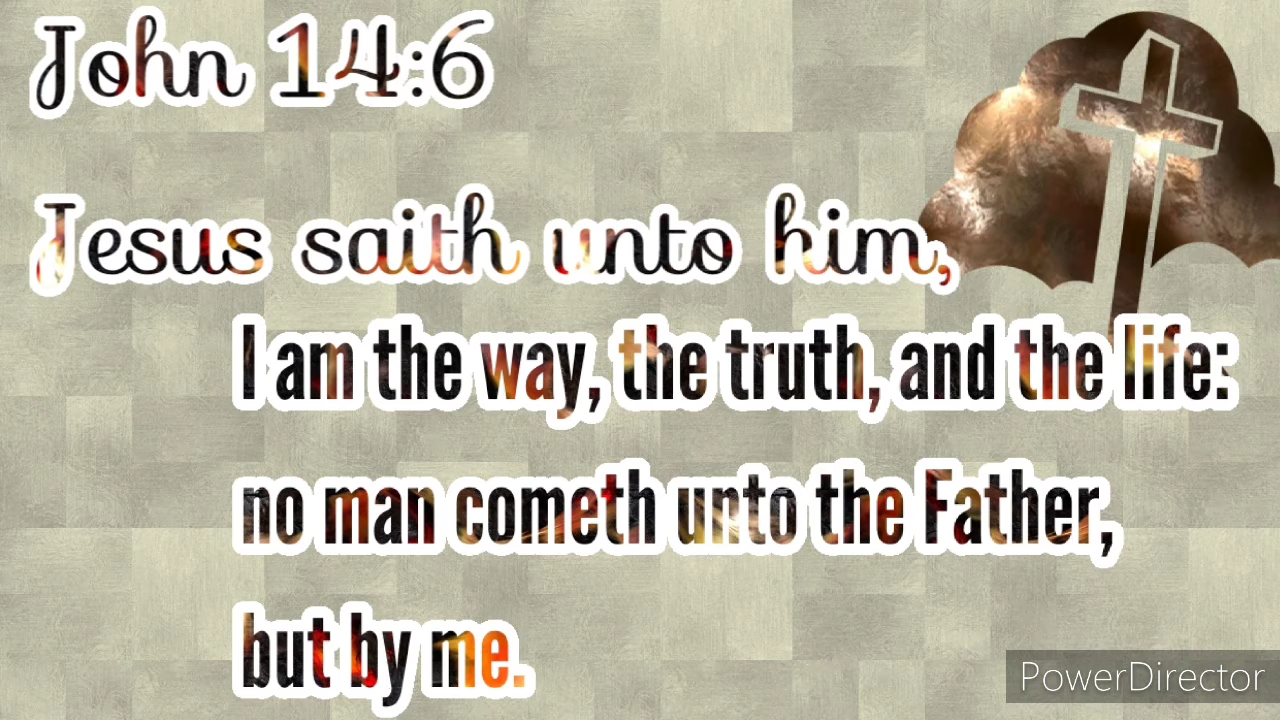 John 14:6
Jesus saith unto him,
I am the way, the truth, and the life:
no man cometh unto the Father,
but by me.
PowerDirector